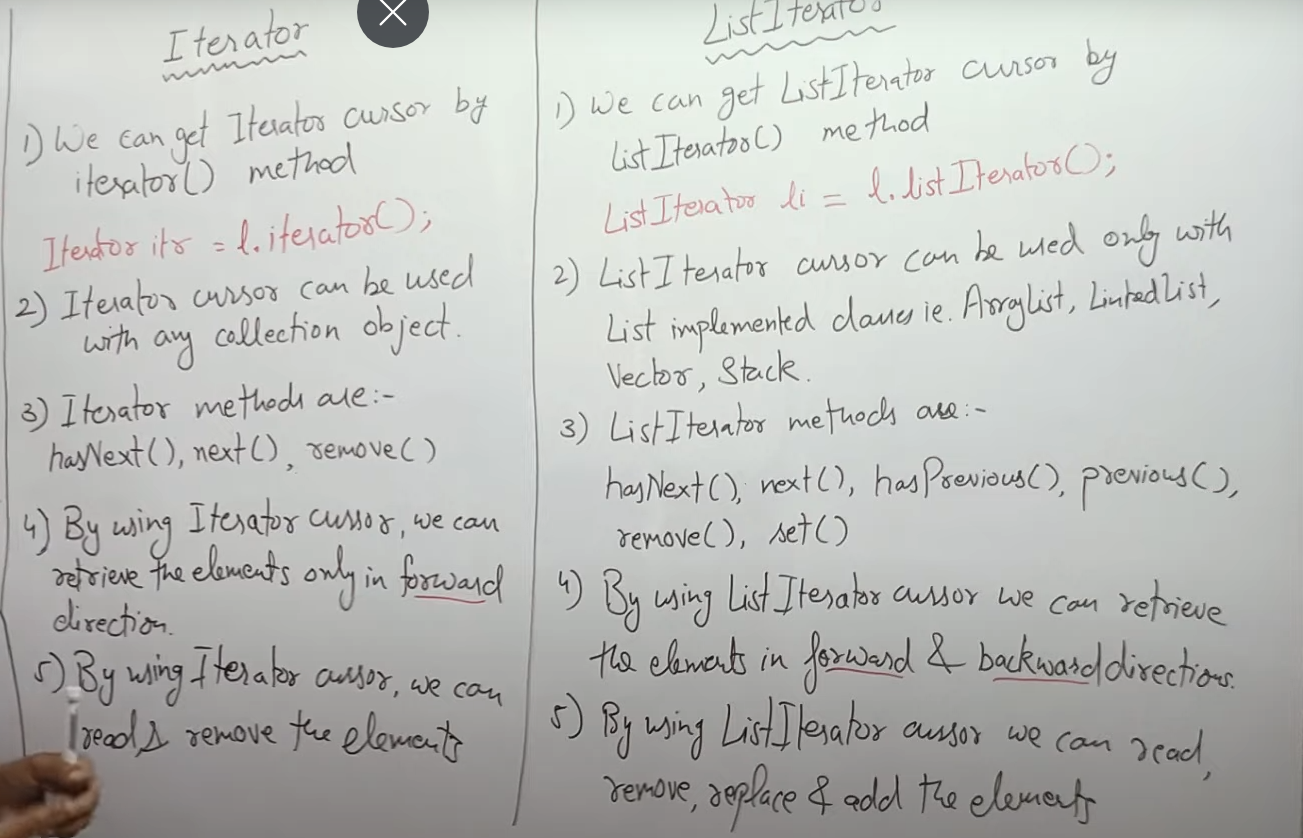 Iterator
1) We can get Iterator cursor by
iterator() method
Iterator itr = l.iterator();
2) Iterator cursor can be used
with any collection object.
3) Iterator methods are:-
hasNext(), next(), remove()
4) By using Iterator cursor, we can
retrieve the elements only in forward
direction.
5) By using Iterator cursor, we can
read & remove the elements
ListIterator
1) We can get ListIterator cursor by
listIterator() method
ListIterator li = l.listIterator();
2) ListIterator cursor can be used only with
List implemented classes ie. ArrayList, LinkedList,
Vector, Stack.
3) ListIterator methods are:-
hasNext(), next(), hasPrevious(), previous(),
remove(), set()
4) By using ListIterator cursor we can retrieve
the elements in forward & backward directions.
5) By using ListIterator cursor we can read,
remove, replace & add the elements